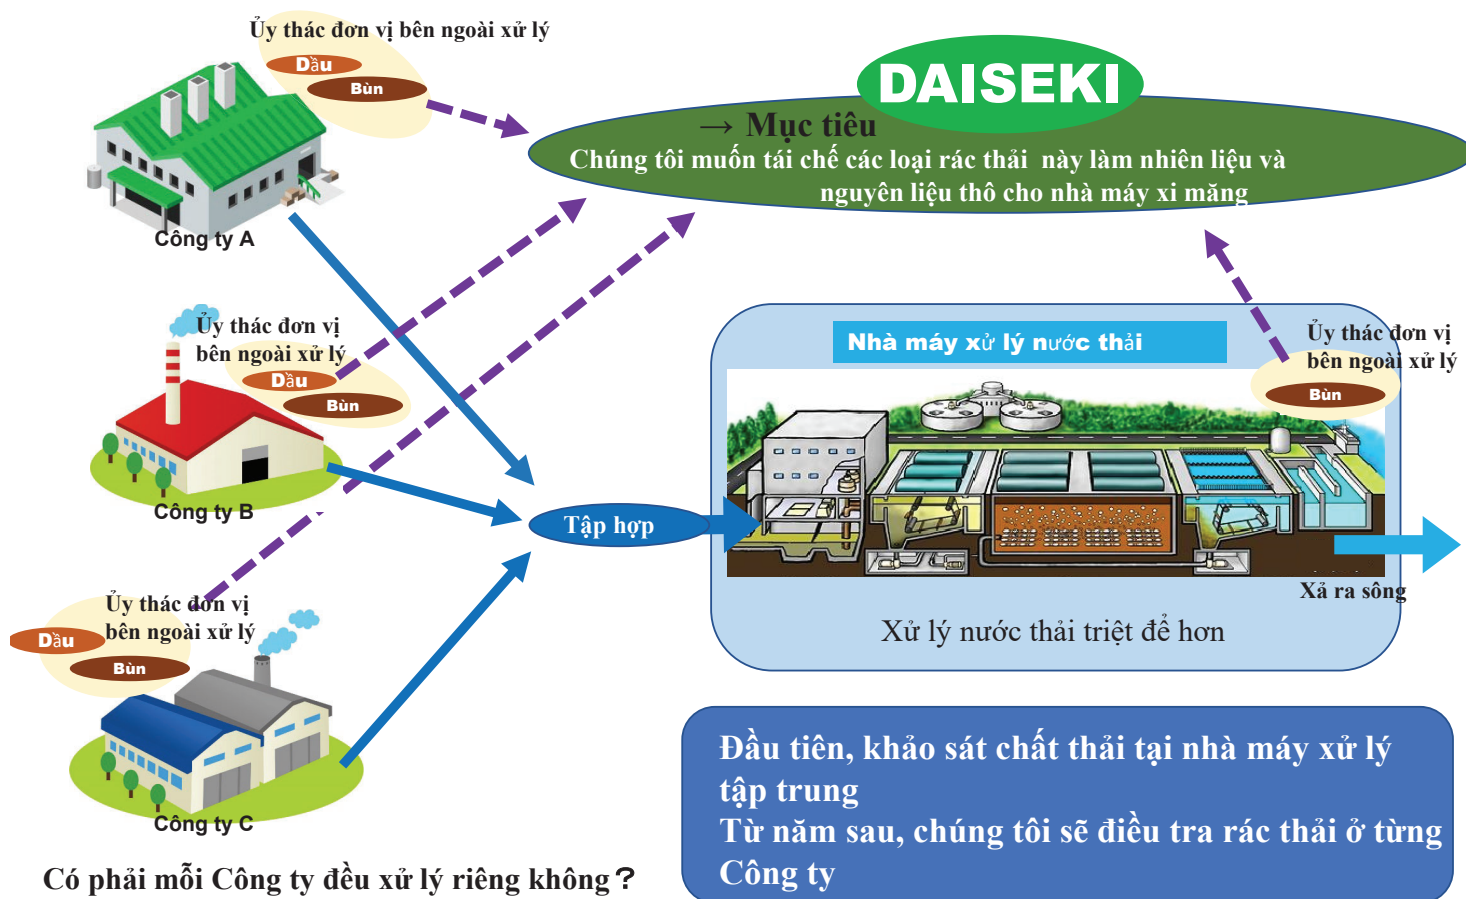 Ủy thác đơn vị bên ngoài xử lý
Dầu
Bùn
Công ty A
DAISEKI
→ Mục tiêu
Chúng tôi muốn tái chế các loại rác thải này làm nhiên liệu và
nguyên liệu thô cho nhà máy xi măng
Ủy thác đơn vị
bên ngoài xử lý
Dầu
Bùn
Công ty B
Nhà máy xử lý nước thải
Ủy thác đơn vị
bên ngoài xử lý
Bùn
Tập hợp
Xả ra sông
Xử lý nước thải triệt để hơn
Ủy thác đơn vị
bên ngoài xử lý
Dầu
Bùn
Công ty C
Có phải mỗi Công ty đều xử lý riêng không？
Đầu tiên, khảo sát chất thải tại nhà máy xử lý
tập trung
Từ năm sau, chúng tôi sẽ điều tra rác thải ở từng
Công ty